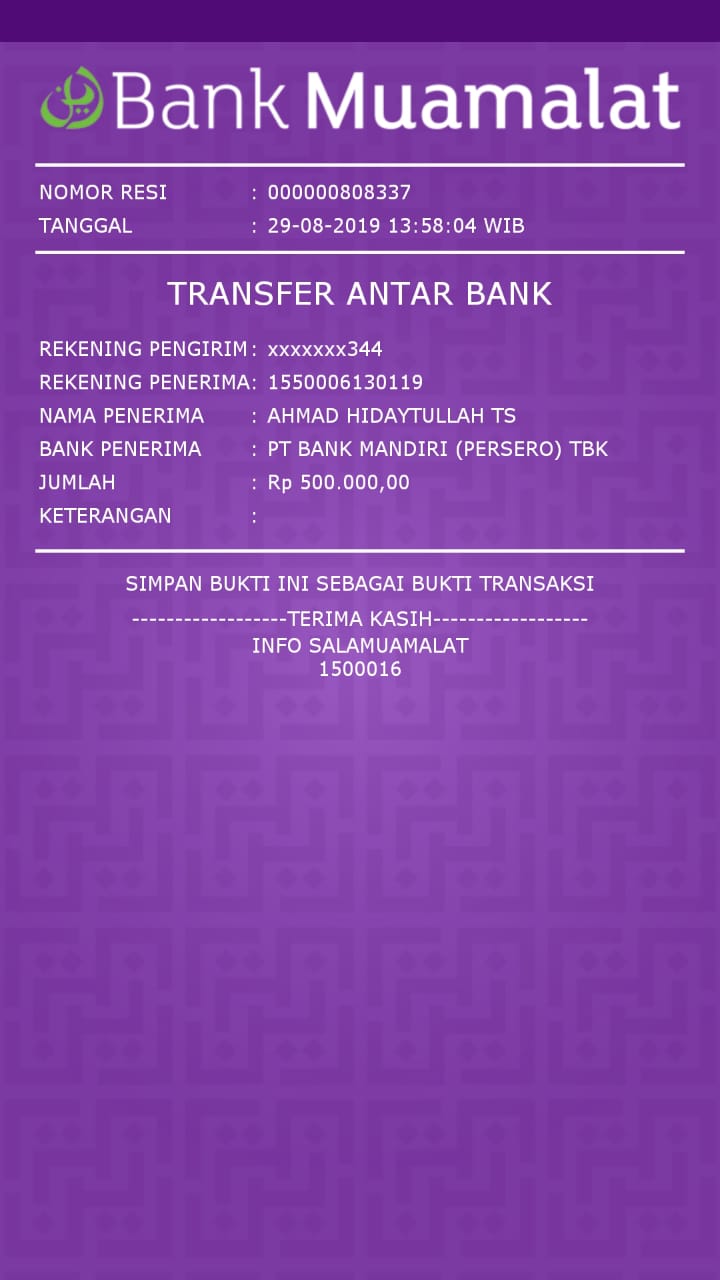 Bank Muamalat
NOMOR RESI : 000000808337
TANGGAL : 29-08-2019 13:58:04 WIB
TRANSFER ANTAR BANK
REKENING PENGIRIM : xxxxxxx344
REKENING PENERIMA : 1550006130119
NAMA PENERIMA : AHMAD HIDAYTULLAH TS
BANK PENERIMA : PT BANK MANDIRI (PERSERO) TBK
JUMLAH : Rp 500.000,00
KETERANGAN :
SIMPAN BUKTI INI SEBAGAI BUKTI TRANSAKSI
------------------TERIMA KASIH------------------
INFO SALAMUAMALAT
1500016